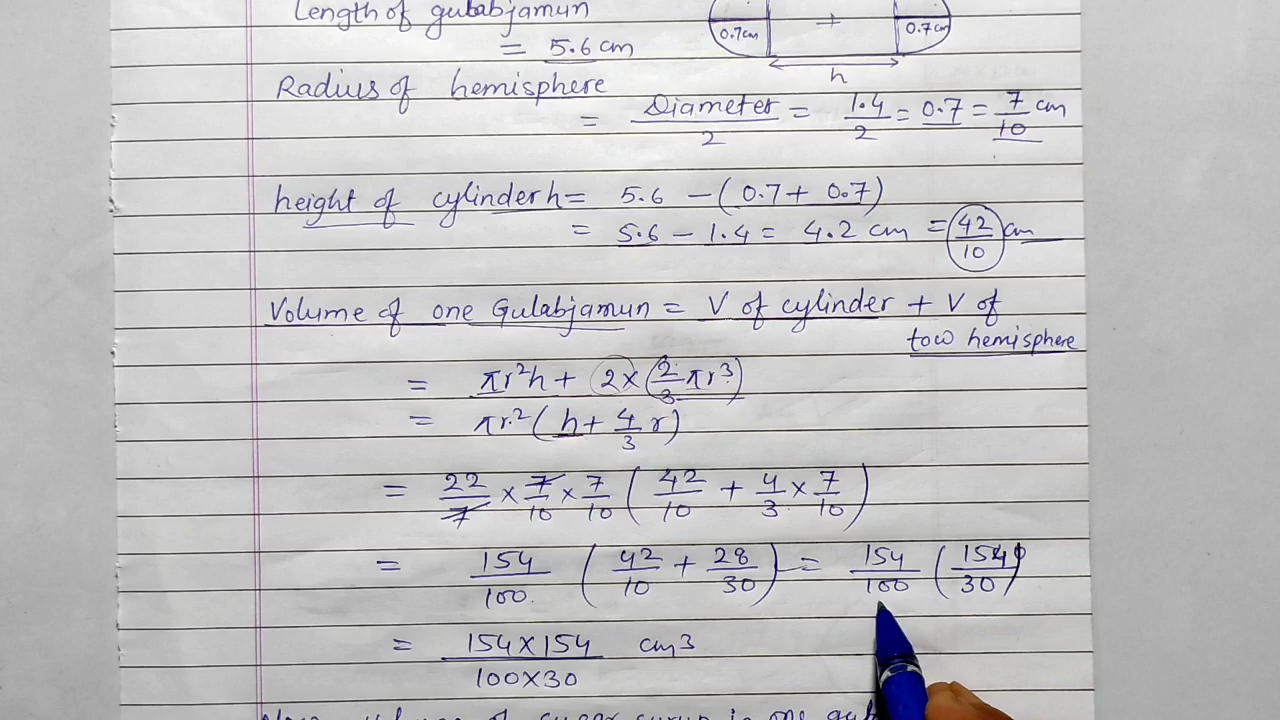 Length of gulabjamun
0.7cm 0.7cm
= 5.6 cm
h
Radius of hemisphere
= Diameter/2 = 1.4/2 = 0.7 = 7/10 cm
height of cylinder h = 5.6 - (0.7 + 0.7)
= 5.6 - 1.4 = 4.2 cm = 42/10 cm
Volume of one Gulabjamun = V of cylinder + V of
tow hemisphere
= πr²h + 2×(2/3 πr³)
= πr²(h + 4/3 r)
= 22/7 × 7/10 × 7/10 (42/10 + 4/3 × 7/10)
= 154/100 (42/10 + 28/30) = 154/100 (154/30)
= 154×154/100×30 cm3